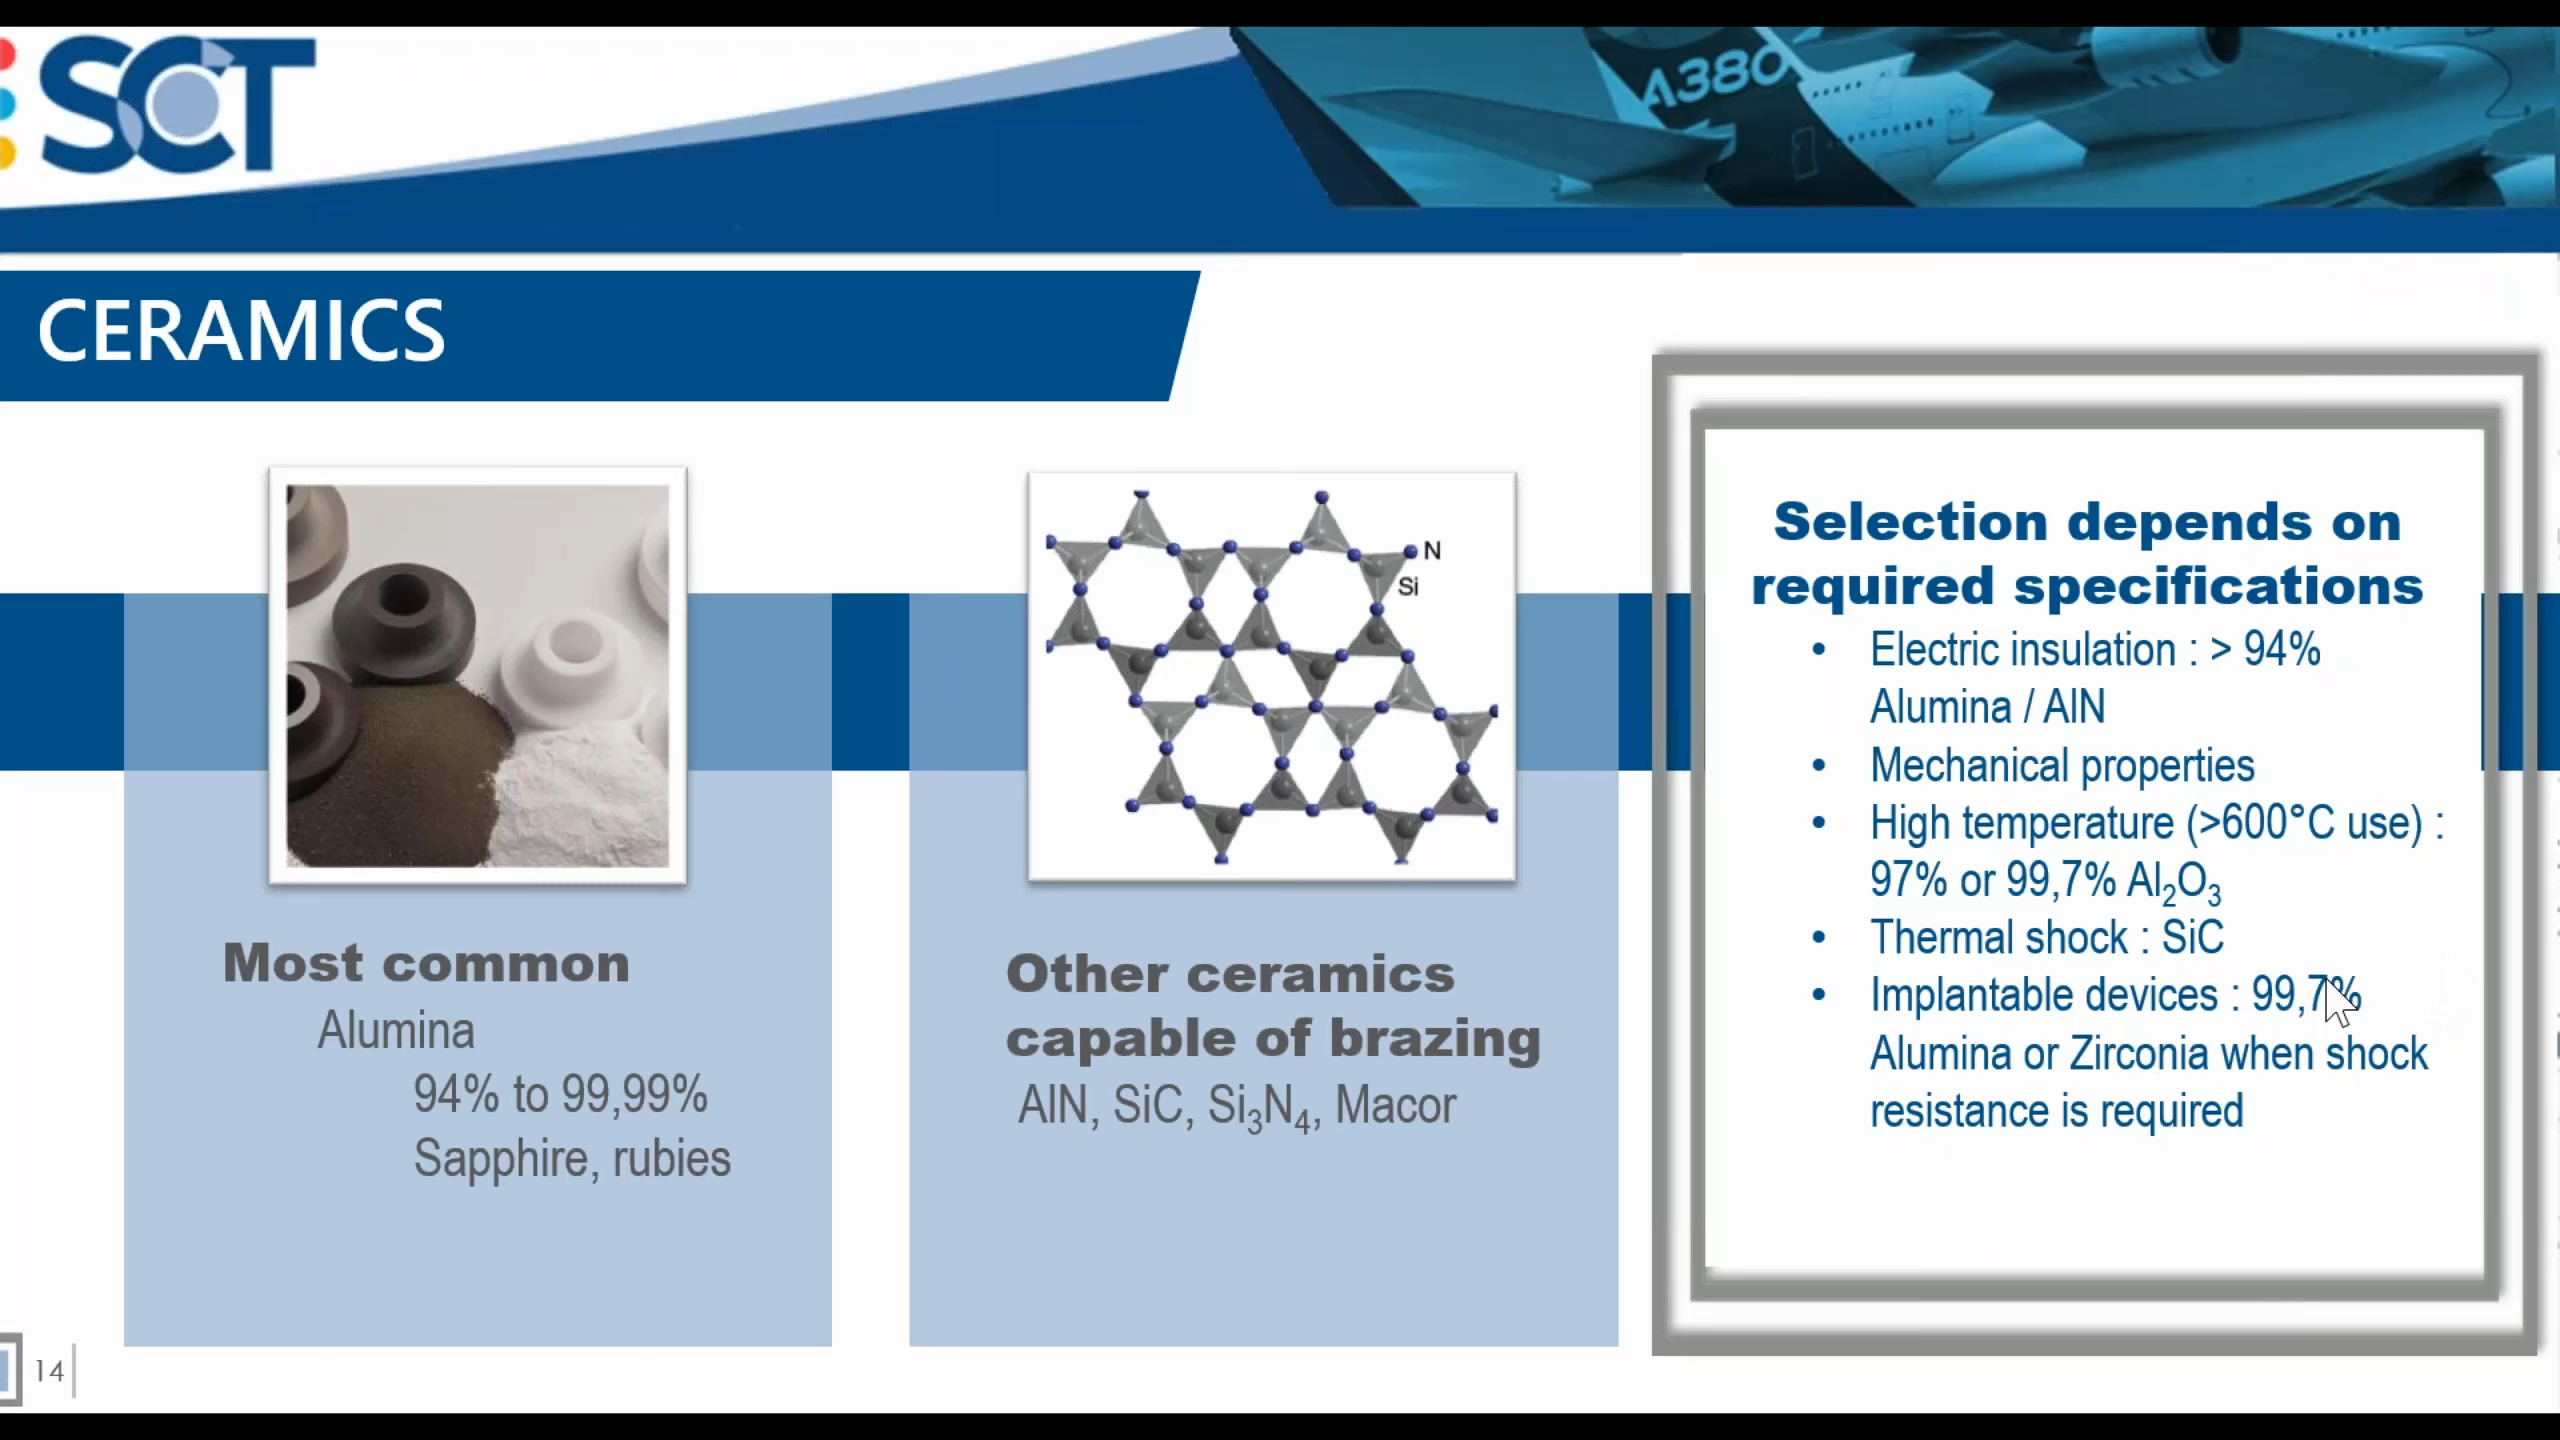 SCT
A380
CERAMICS
N
Si
Most common
Alumina
94% to 99,99%
Sapphire, rubies
Other ceramics
capable of brazing
AlN, SiC, Si₃N₄, Macor
Selection depends on
required specifications
• Electric insulation : > 94%
Alumina / AlN
• Mechanical properties
• High temperature (>600°C use) :
97% or 99,7% Al₂O₃
• Thermal shock : SiC
• Implantable devices : 99,7%
Alumina or Zirconia when shock
resistance is required
14